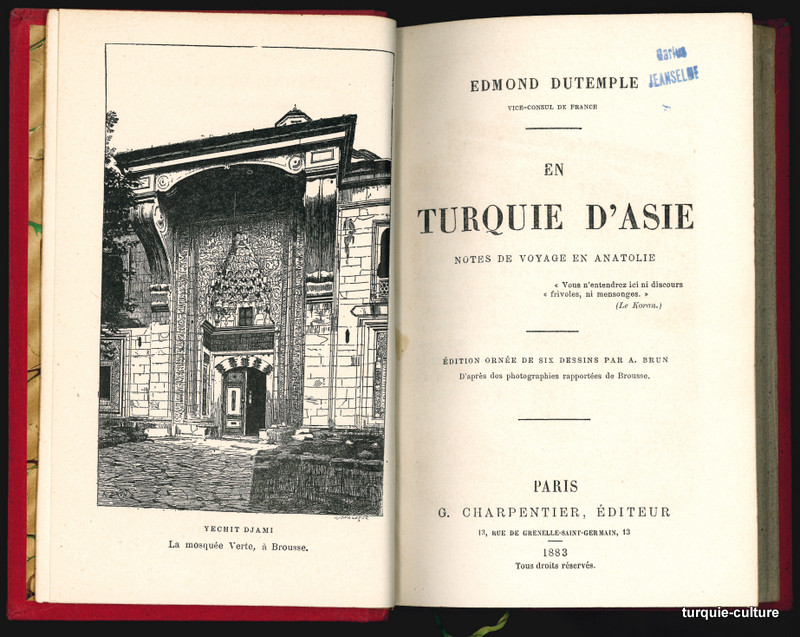 YECHIT DJAMI
La mosquée Verte, à Brousse.
Darius
JEANSELME
EDMOND DUTEMPLE
VICE-CONSUL DE FRANCE
EN
TURQUIE D'ASIE
NOTES DE VOYAGE EN ANATOLIE
« Vous n'entendrez ici ni discours
« frivoles, ni mensonges. »
(Le Koran.)
ÉDITION ORNÉE DE SIX DESSINS PAR A. BRUN
D'après des photographies rapportées de Brousse.
PARIS
G. CHARPENTIER, ÉDITEUR
13, RUE DE GRENELLE-SAINT-GERMAIN, 13
1883
Tous droits réservés.
turquie-culture